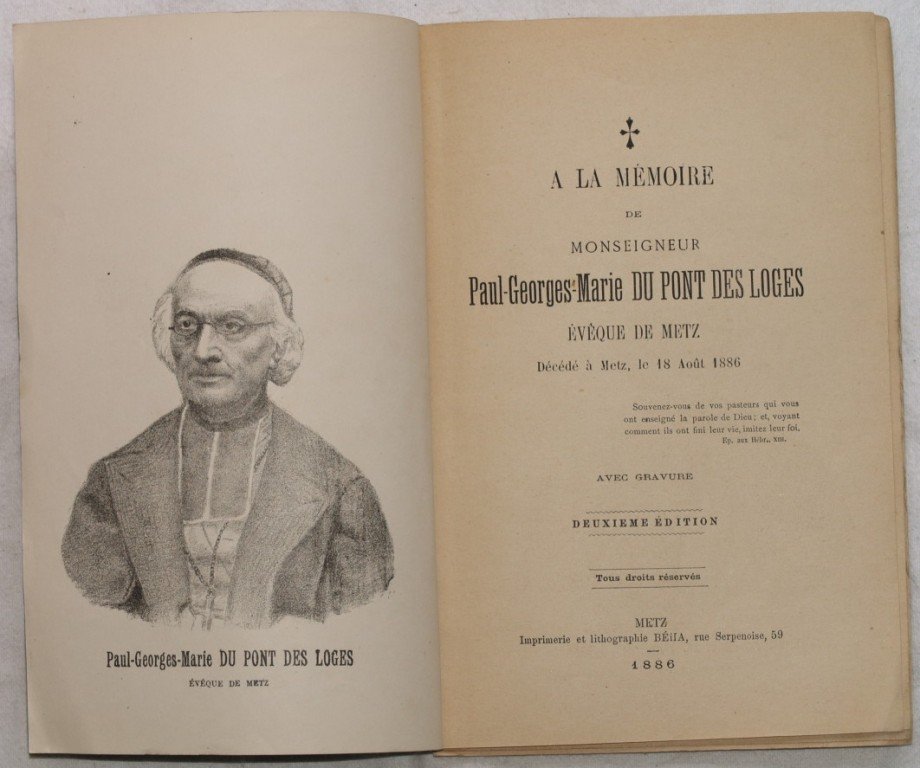 Paul-Georges-Marie DU PONT DES LOGES
ÉVÊQUE DE METZ
A LA MÉMOIRE
DE
MONSEIGNEUR
Paul-Georges-Marie DU PONT DES LOGES
ÉVÊQUE DE METZ
Décédé à Metz, le 18 Août 1886
Souvenez-vous de vos pasteurs qui vous
ont enseigné la parole de Dieu; et, voyant
comment ils ont fini leur vie, imitez leur foi.
Ep. aux Hébr., XIII.
AVEC GRAVURE
DEUXIEME ÉDITION
Tous droits réservés
METZ
Imprimerie et lithographie BÉHA, rue Serpenoise, 59
1886